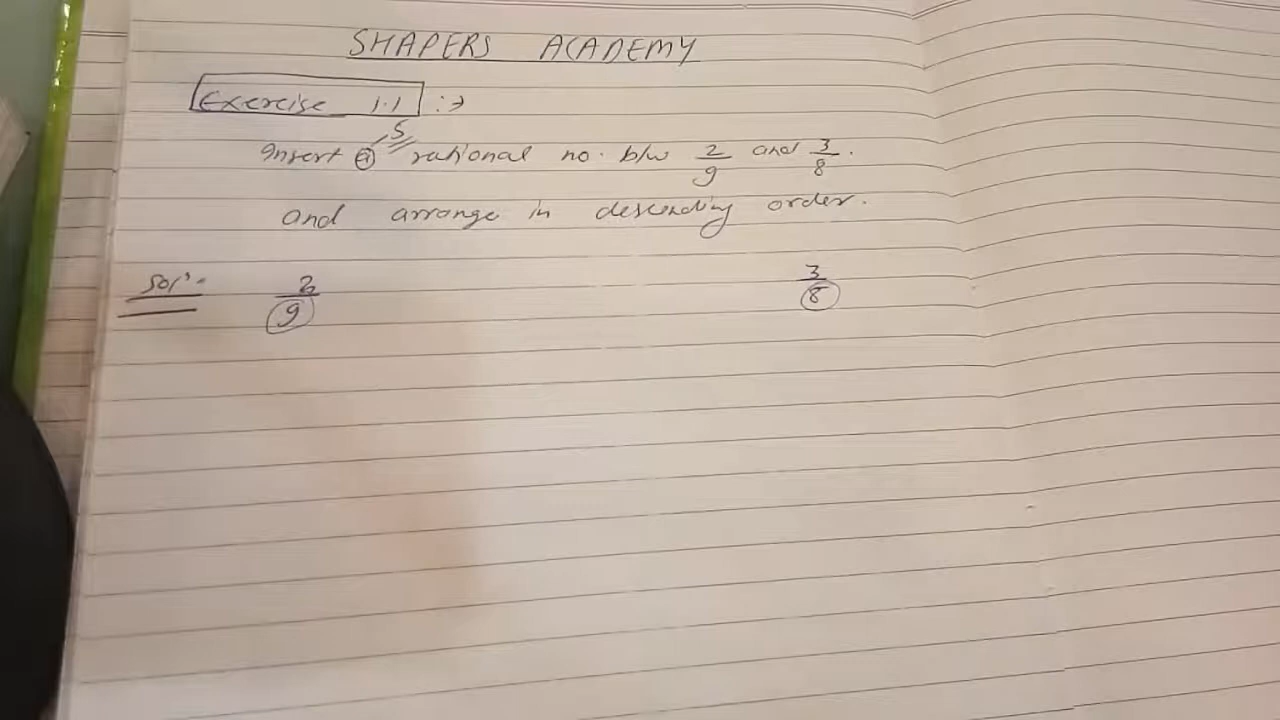 SHAPERS ACADEMY
Exercise 1.1 :→
5
Insert a rational no. b/w 2/9 and 3/8.
and arrange in descending order.
Sol:- 2/9 3/8